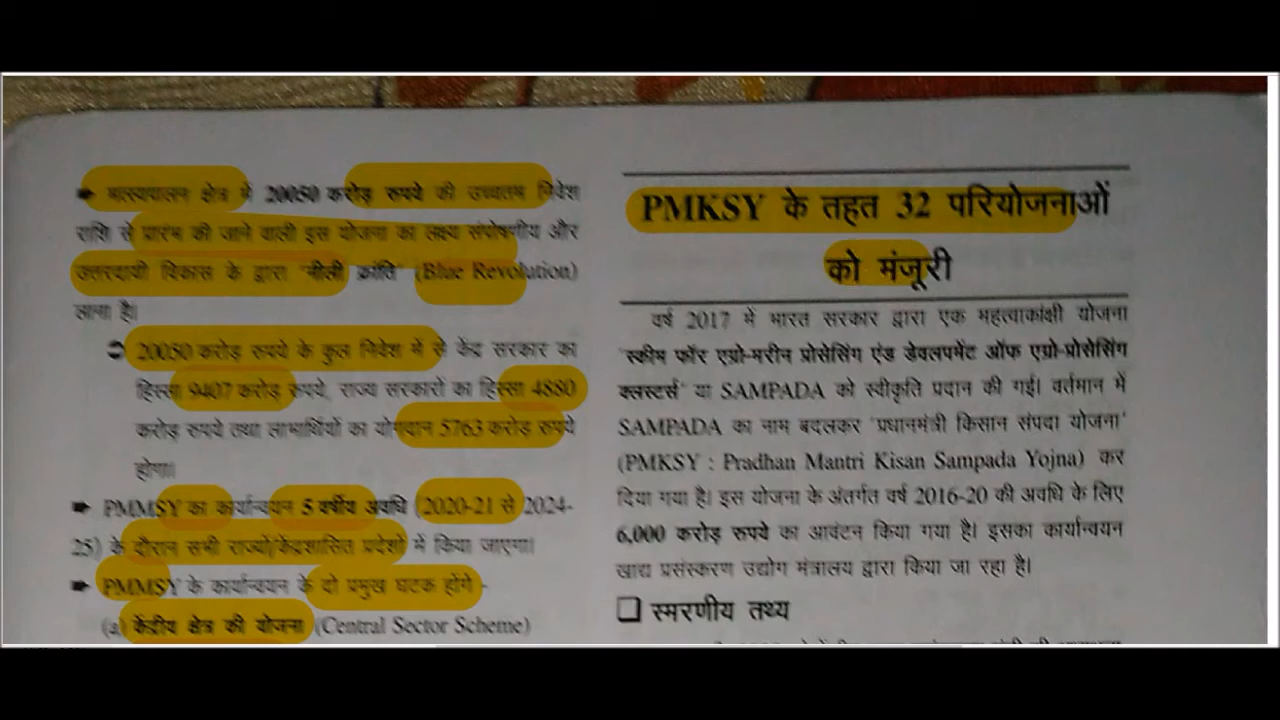 मत्स्यपालन क्षेत्र में 20050 करोड़ रुपये की उच्चतम निवेश
राशि से प्रारंभ की जाने वाली इस योजना का लक्ष्य संपोषणीय और
उत्तरदायी विकास के द्वारा 'नीली क्रांति' (Blue Revolution)
लाना है।
20050 करोड़ रुपये के कुल निवेश में से केंद्र सरकार का
हिस्सा 9407 करोड़ रुपये, राज्य सरकारों का हिस्सा 4880
करोड़ रुपये तथा लाभार्थियों का योगदान 5763 करोड़ रुपये
होगा।
PMMSY का कार्यान्वयन 5 वर्षीय अवधि (2020-21 से 2024-
25) के दौरान सभी राज्यों/केंद्रशासित प्रदेशों में किया जाएगा।
PMMSY के कार्यान्वयन के दो प्रमुख घटक होंगे -
(a) केंद्रीय क्षेत्र की योजना (Central Sector Scheme)
PMKSY के तहत 32 परियोजनाओं
को मंजूरी
वर्ष 2017 में भारत सरकार द्वारा एक महत्वाकांक्षी योजना
'स्कीम फॉर एग्रो-मरीन प्रोसेसिंग एंड डेवलपमेंट ऑफ एग्रो-प्रोसेसिंग
क्लस्टर्स' या SAMPADA को स्वीकृति प्रदान की गई। वर्तमान में
SAMPADA का नाम बदलकर 'प्रधानमंत्री किसान संपदा योजना'
(PMKSY : Pradhan Mantri Kisan Sampada Yojna) कर
दिया गया है। इस योजना के अंतर्गत वर्ष 2016-20 की अवधि के लिए
6,000 करोड़ रुपये का आवंटन किया गया है। इसका कार्यान्वयन
खाद्य प्रसंस्करण उद्योग मंत्रालय द्वारा किया जा रहा है।
❑ स्मरणीय तथ्य